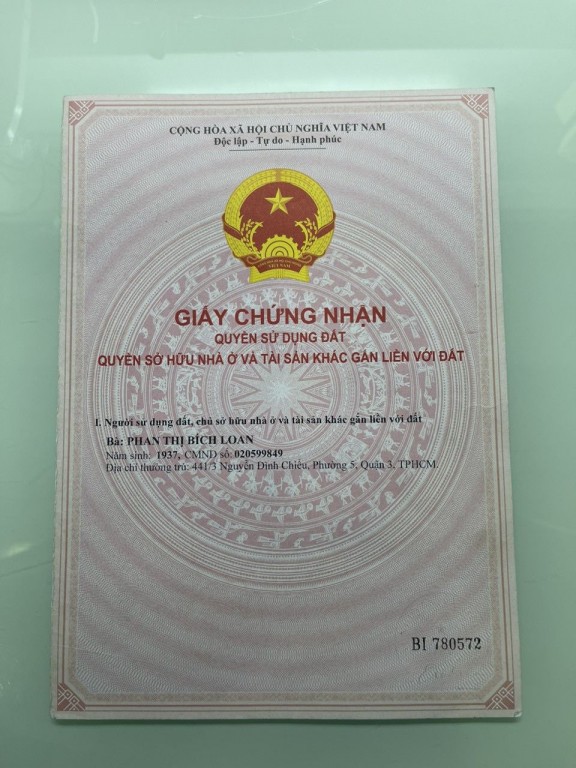 CỘNG HÒA XÃ HỘI CHỦ NGHĨA VIỆT NAM
Độc lập - Tự do - Hạnh phúc
VIỆT NAM
GIẤY CHỨNG NHẬN
QUYỀN SỬ DỤNG ĐẤT
QUYỀN SỞ HỮU NHÀ Ở VÀ TÀI SẢN KHÁC GẮN LIỀN VỚI ĐẤT
I. Người sử dụng đất, chủ sở hữu nhà ở và tài sản khác gắn liền với đất
Bà: PHAN THỊ BÍCH LOAN
Năm sinh: 1937, CMND số: 020599849
Địa chỉ thường trú: 441/3 Nguyễn Đình Chiểu, Phường 5, Quận 3, TPHCM.
BI 780572